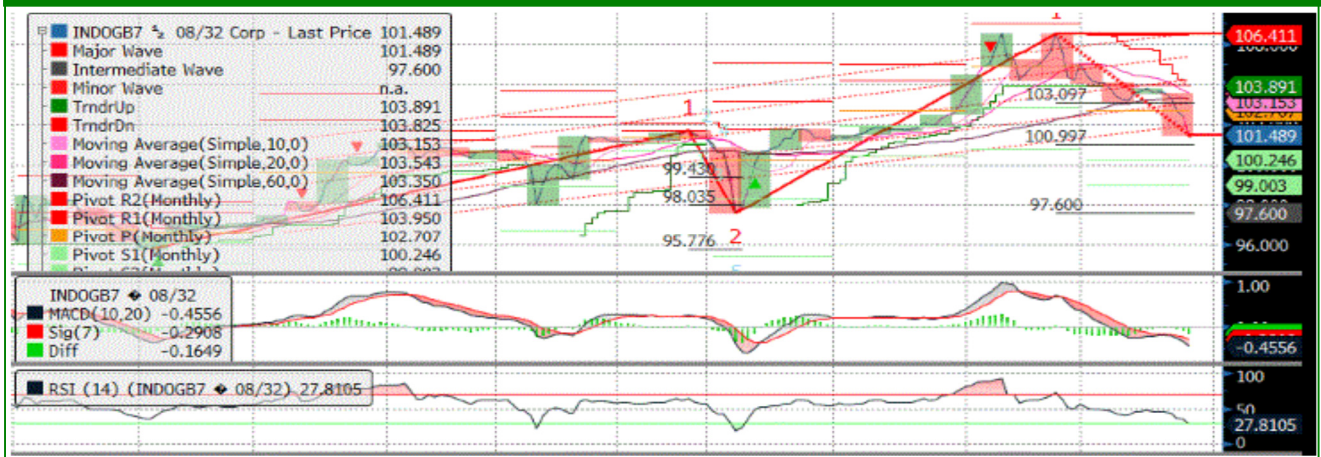 INDOGB7 ½ 08/32 Corp - Last Price 101.489
Major Wave 101.489
Intermediate Wave 97.600
Minor Wave n.a.
TrndrUp 103.891
TrndrDn 103.825
Moving Average(Simple,10,0) 103.153
Moving Average(Simple,20,0) 103.543
Moving Average(Simple,60,0) 103.350
Pivot R2(Monthly) 106.411
Pivot R1(Monthly) 103.950
Pivot P(Monthly) 102.707
Pivot S1(Monthly) 100.246
1
1
2
99.430
98.035
95.776
103.097
100.997
97.600
106.411
103.891
103.153
102.707
101.489
100.246
99.003
97.600
96.000
INDOGB7 � 08/32
MACD(10,20) -0.4556
Sig(7) -0.2908
Diff -0.1649
1.00
-0.4556
RSI (14) (INDOGB7 � 08/32) 27.8105
100
50
27.8105
0